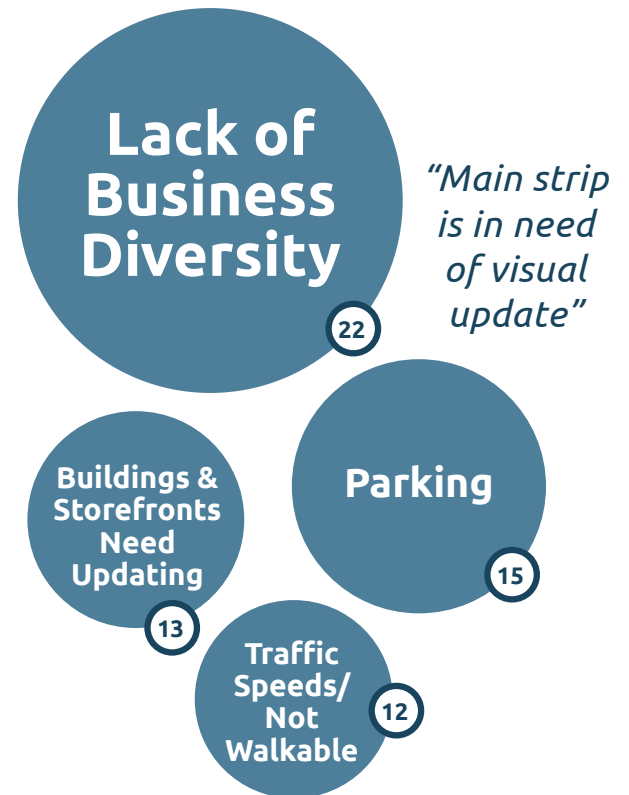 Lack of
Business
Diversity
22
“Main strip
is in need
of visual
update”
Parking
15
Buildings &
Storefronts
Need
Updating
13
Traffic
Speeds/
Not
Walkable
12